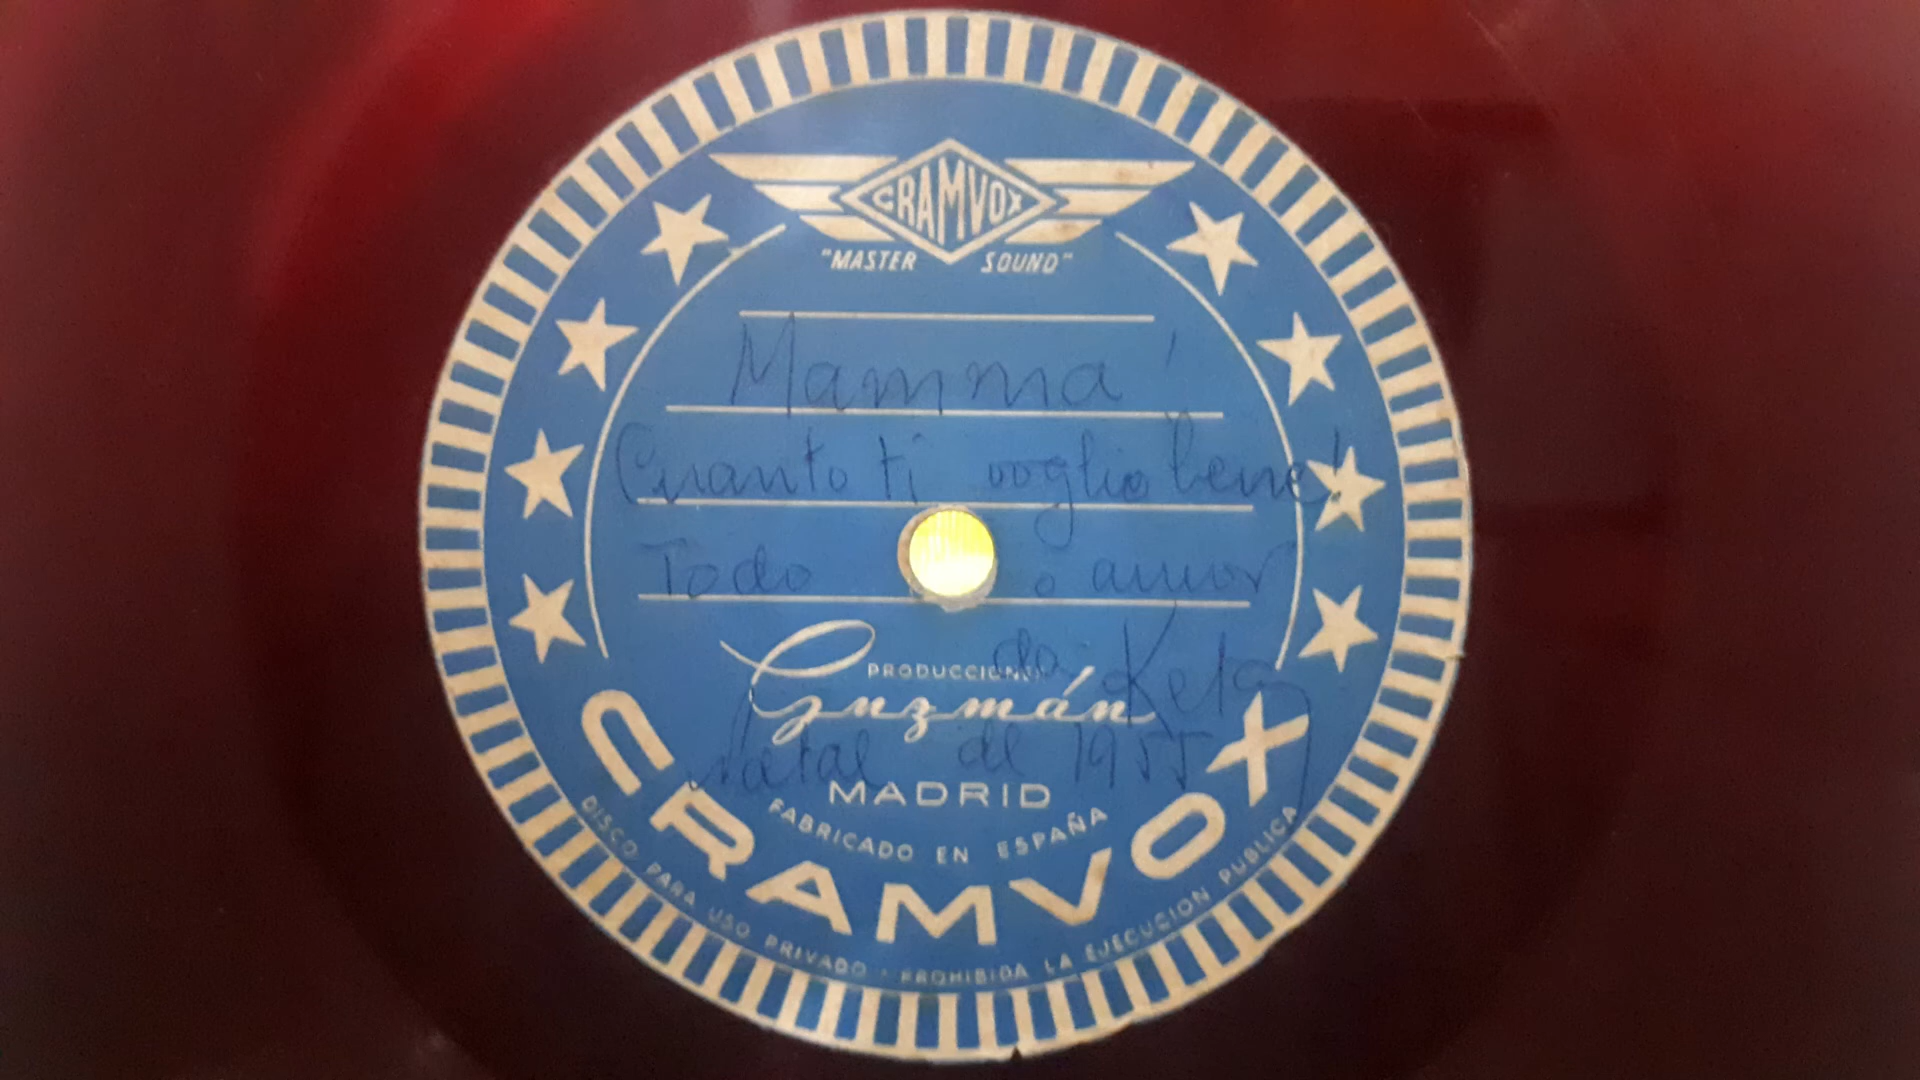 CRAMVOX
"MASTER SOUND"
Mamma'
Cuanto ti voglio bene!
Todo o amor
da Keta
PRODUCCIONES
Guzmán
Natal de 1955
MADRID
FABRICADO EN ESPAÑA
CRAMVOX
DISCO PARA USO PRIVADO · PROHIBIDA LA EJECUCION PUBLICA